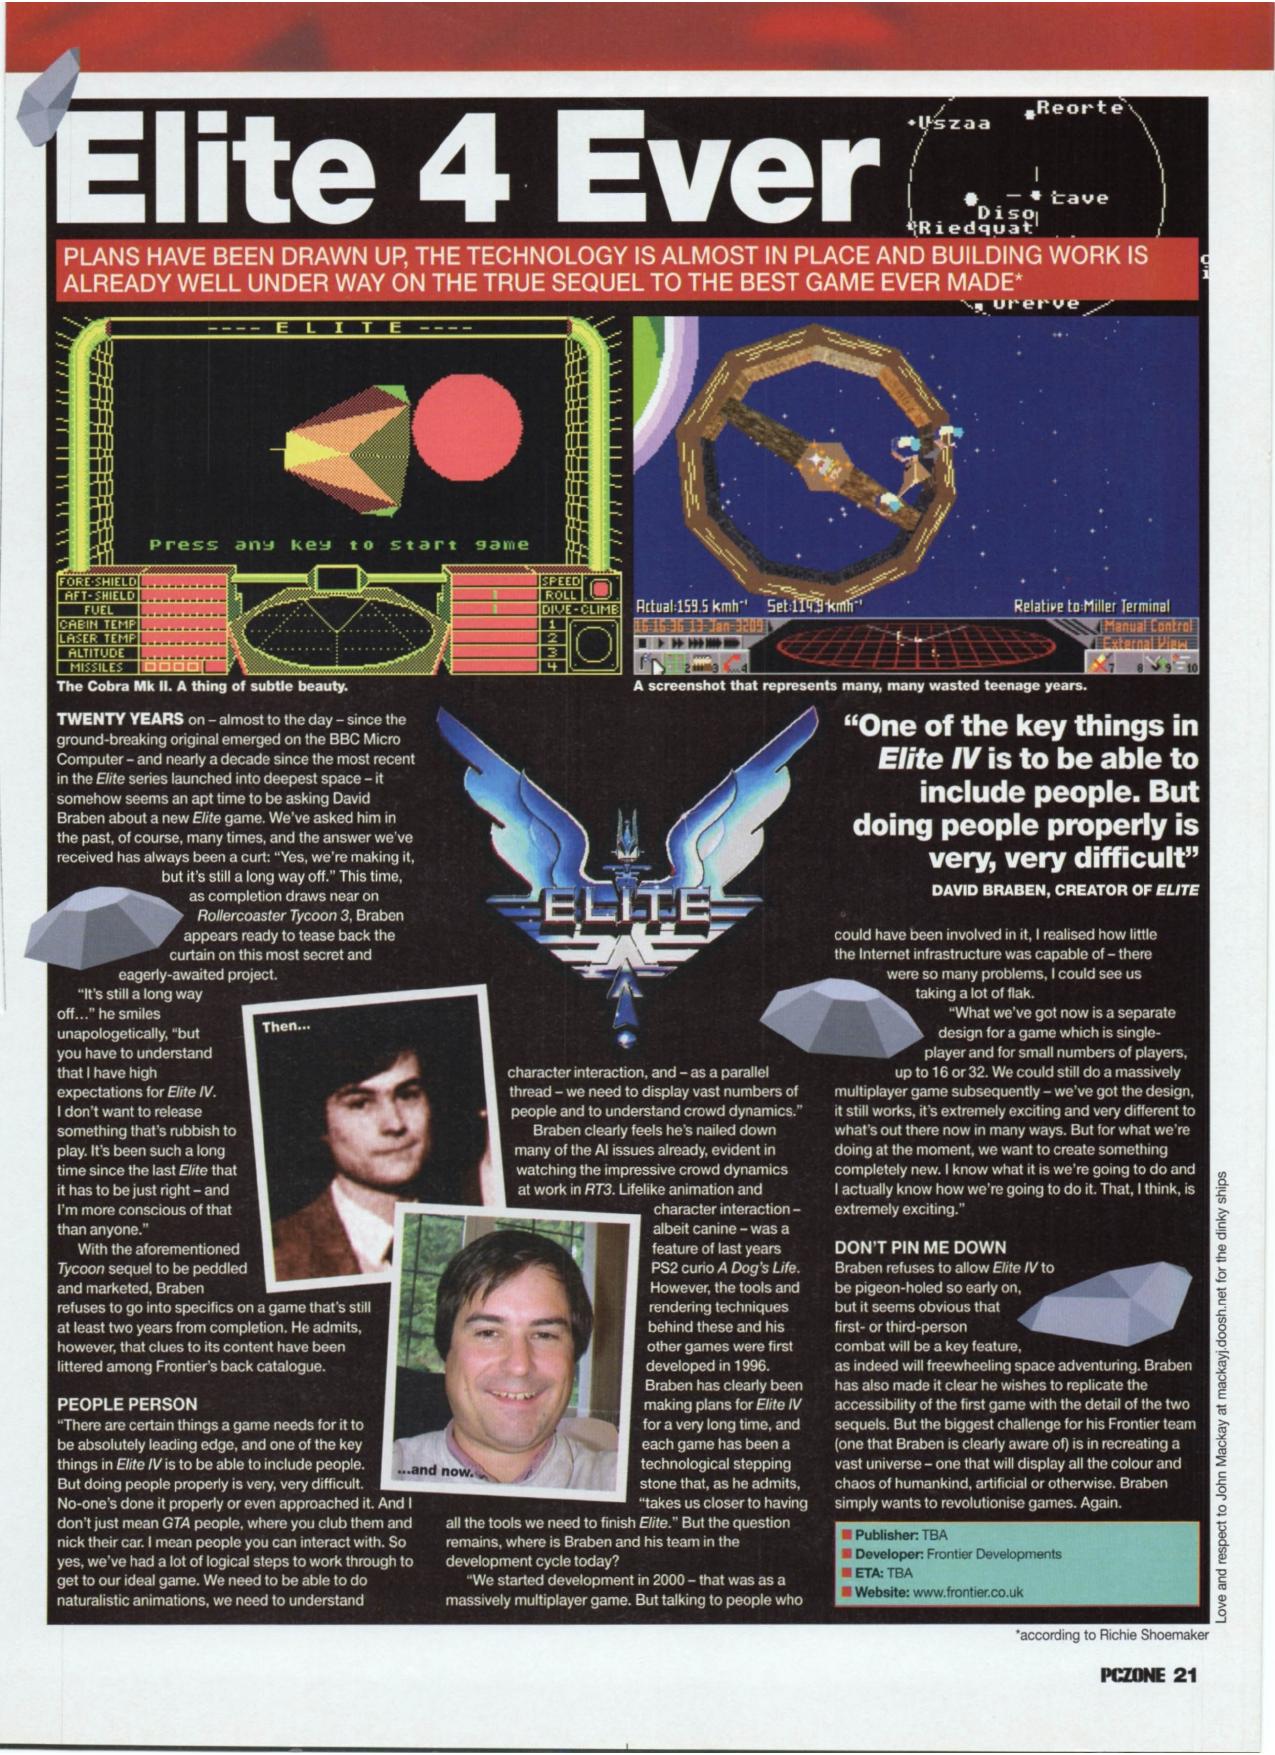 Elite 4 Ever
Reorte
Uszaa
Lave
Diso
Riedquat
Urerve
PLANS HAVE BEEN DRAWN UP, THE TECHNOLOGY IS ALMOST IN PLACE AND BUILDING WORK IS
ALREADY WELL UNDER WAY ON THE TRUE SEQUEL TO THE BEST GAME EVER MADE*
---- E L I T E ----
Press any key to start game
FORE-SHIELD
AFT-SHIELD
FUEL
CABIN TEMP
LASER TEMP
ALTITUDE
MISSILES
SPEED
ROLL
DIVE-CLIMB
1
2
3
4
The Cobra Mk II. A thing of subtle beauty.
Actual:159.5 kmh⁻¹ Set:114.9 kmh⁻¹ Relative to:Miller Terminal
16:16:36 13-Jan-3209
Manual Control
External View
2 3 4 7 8 9 10
A screenshot that represents many, many wasted teenage years.
TWENTY YEARS on – almost to the day – since the
ground-breaking original emerged on the BBC Micro
Computer – and nearly a decade since the most recent
in the Elite series launched into deepest space – it
somehow seems an apt time to be asking David
Braben about a new Elite game. We've asked him in
the past, of course, many times, and the answer we've
received has always been a curt: "Yes, we're making it,
but it's still a long way off." This time,
as completion draws near on
Rollercoaster Tycoon 3, Braben
appears ready to tease back the
curtain on this most secret and
eagerly-awaited project.
"It's still a long way
off..." he smiles
unapologetically, "but
you have to understand
that I have high
expectations for Elite IV.
I don't want to release
something that's rubbish to
play. It's been such a long
time since the last Elite that
it has to be just right – and
I'm more conscious of that
than anyone."
With the aforementioned
Tycoon sequel to be peddled
and marketed, Braben
refuses to go into specifics on a game that's still
at least two years from completion. He admits,
however, that clues to its content have been
littered among Frontier's back catalogue.
PEOPLE PERSON
"There are certain things a game needs for it to
be absolutely leading edge, and one of the key
things in Elite IV is to be able to include people.
But doing people properly is very, very difficult.
No-one's done it properly or even approached it. And I
don't just mean GTA people, where you club them and
nick their car. I mean people you can interact with. So
yes, we've had a lot of logical steps to work through to
get to our ideal game. We need to be able to do
naturalistic animations, we need to understand
ELITE
Then...
...and now.
character interaction, and – as a parallel
thread – we need to display vast numbers of
people and to understand crowd dynamics."
Braben clearly feels he's nailed down
many of the AI issues already, evident in
watching the impressive crowd dynamics
at work in RT3. Lifelike animation and
character interaction –
albeit canine – was a
feature of last years
PS2 curio A Dog's Life.
However, the tools and
rendering techniques
behind these and his
other games were first
developed in 1996.
Braben has clearly been
making plans for Elite IV
for a very long time, and
each game has been a
technological stepping
stone that, as he admits,
"takes us closer to having
all the tools we need to finish Elite." But the question
remains, where is Braben and his team in the
development cycle today?
"We started development in 2000 – that was as a
massively multiplayer game. But talking to people who
"One of the key things in
Elite IV is to be able to
include people. But
doing people properly is
very, very difficult"
DAVID BRABEN, CREATOR OF ELITE
could have been involved in it, I realised how little
the Internet infrastructure was capable of – there
were so many problems, I could see us
taking a lot of flak.
"What we've got now is a separate
design for a game which is single-
player and for small numbers of players,
up to 16 or 32. We could still do a massively
multiplayer game subsequently – we've got the design,
it still works, it's extremely exciting and very different to
what's out there now in many ways. But for what we're
doing at the moment, we want to create something
completely new. I know what it is we're going to do and
I actually know how we're going to do it. That, I think, is
extremely exciting."
DON'T PIN ME DOWN
Braben refuses to allow Elite IV to
be pigeon-holed so early on,
but it seems obvious that
first- or third-person
combat will be a key feature,
as indeed will freewheeling space adventuring. Braben
has also made it clear he wishes to replicate the
accessibility of the first game with the detail of the two
sequels. But the biggest challenge for his Frontier team
(one that Braben is clearly aware of) is in recreating a
vast universe – one that will display all the colour and
chaos of humankind, artificial or otherwise. Braben
simply wants to revolutionise games. Again.
Publisher: TBA
Developer: Frontier Developments
ETA: TBA
Website: www.frontier.co.uk
Love and respect to John Mackay at mackayj.doosh.net for the dinky ships
*according to Richie Shoemaker
PCZONE 21